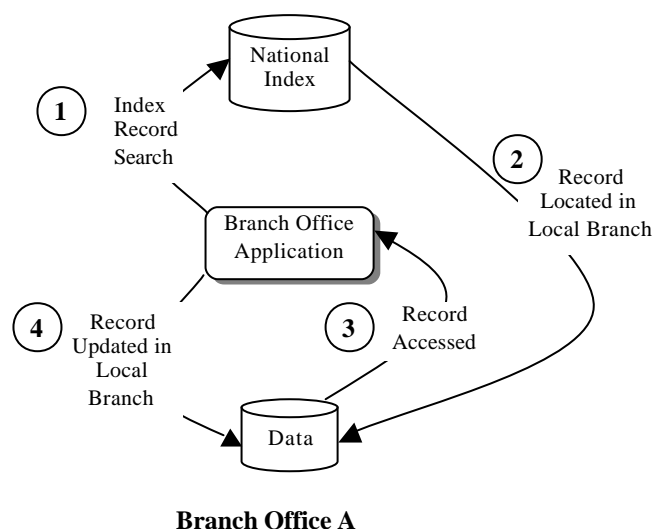 National
Index
1
Index
Record
Search
2
Record
Located in
Local Branch
Branch Office
Application
4
Record
Updated in
Local
Branch
3
Record
Accessed
Data
Branch Office A